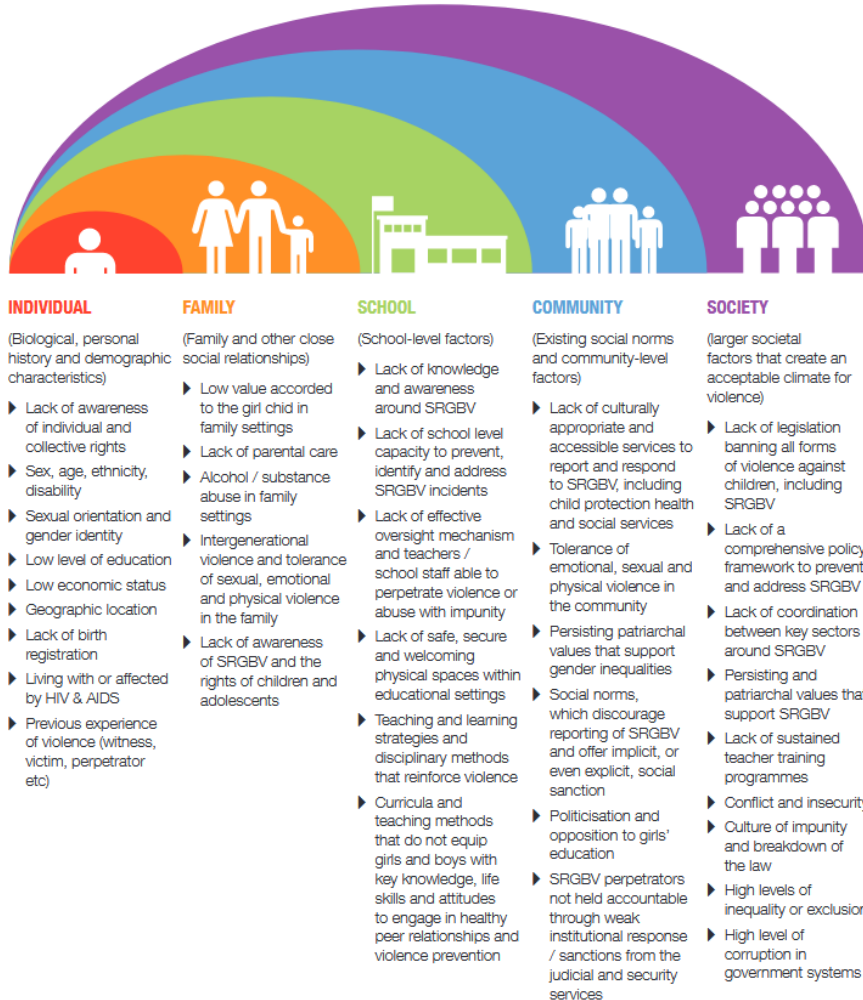 INDIVIDUAL
(Biological, personal
history and demographic
characteristics)
Lack of awareness
of individual and
collective rights
Sex, age, ethnicity,
disability
Sexual orientation and
gender identity
Low level of education
Low economic status
Geographic location
Lack of birth
registration
Living with or affected
by HIV & AIDS
Previous experience
of violence (witness,
victim, perpetrator
etc)
FAMILY
(Family and other close
social relationships)
Low value accorded
to the girl chid in
family settings
Lack of parental care
Alcohol / substance
abuse in family
settings
Intergenerational
violence and tolerance
of sexual, emotional
and physical violence
in the family
Lack of awareness
of SRGBV and the
rights of children and
adolescents
SCHOOL
(School-level factors)
Lack of knowledge
and awareness
around SRGBV
Lack of school level
capacity to prevent,
identify and address
SRGBV incidents
Lack of effective
oversight mechanism
and teachers /
school staff able to
perpetrate violence or
abuse with impunity
Lack of safe, secure
and welcoming
physical spaces within
educational settings
Teaching and learning
strategies and
disciplinary methods
that reinforce violence
Curricula and
teaching methods
that do not equip
girls and boys with
key knowledge, life
skills and attitudes
to engage in healthy
peer relationships and
violence prevention
COMMUNITY
(Existing social norms
and community-level
factors)
Lack of culturally
appropriate and
accessible services to
report and respond
to SRGBV, including
child protection health
and social services
Tolerance of
emotional, sexual and
physical violence in
the community
Persisting patriarchal
values that support
gender inequalities
Social norms,
which discourage
reporting of SRGBV
and offer implicit, or
even explicit, social
sanction
Politicisation and
opposition to girls'
education
SRGBV perpetrators
not held accountable
through weak
institutional response
/ sanctions from the
judicial and security
services
SOCIETY
(larger societal
factors that create an
acceptable climate for
violence)
Lack of legislation
banning all forms
of violence against
children, including
SRGBV
Lack of a
comprehensive policy
framework to prevent
and address SRGBV
Lack of coordination
between key sectors
around SRGBV
Persisting and
patriarchal values that
support SRGBV
Lack of sustained
teacher training
programmes
Conflict and insecurity
Culture of impunity
and breakdown of
the law
High levels of
inequality or exclusion
High level of
corruption in
government systems